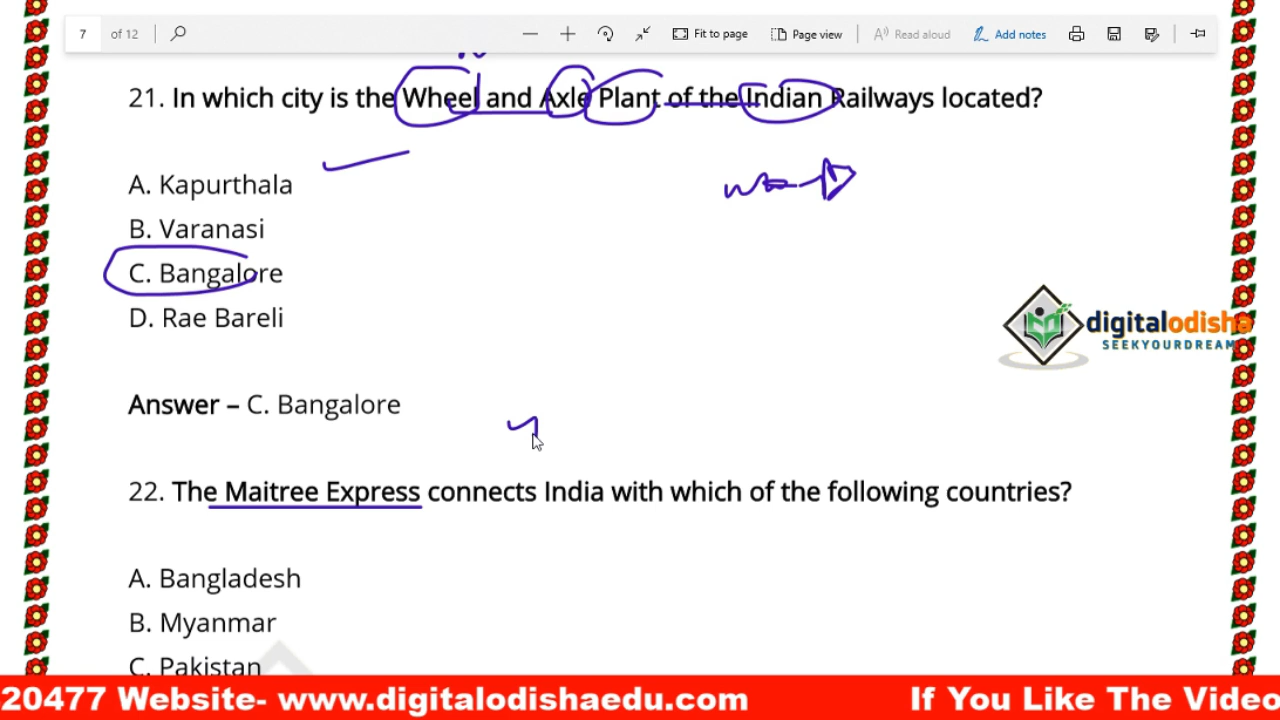 7 of 12 Fit to page Page view Read aloud Add notes
21. In which city is the Wheel and Axle Plant of the Indian Railways located?
A. Kapurthala
B. Varanasi
C. Bangalore
D. Rae Bareli
digitalodisha
SEEKYOURDREAM
Answer – C. Bangalore
22. The Maitree Express connects India with which of the following countries?
A. Bangladesh
B. Myanmar
C. Pakistan
20477 Website- www.digitalodishaedu.com If You Like The Video